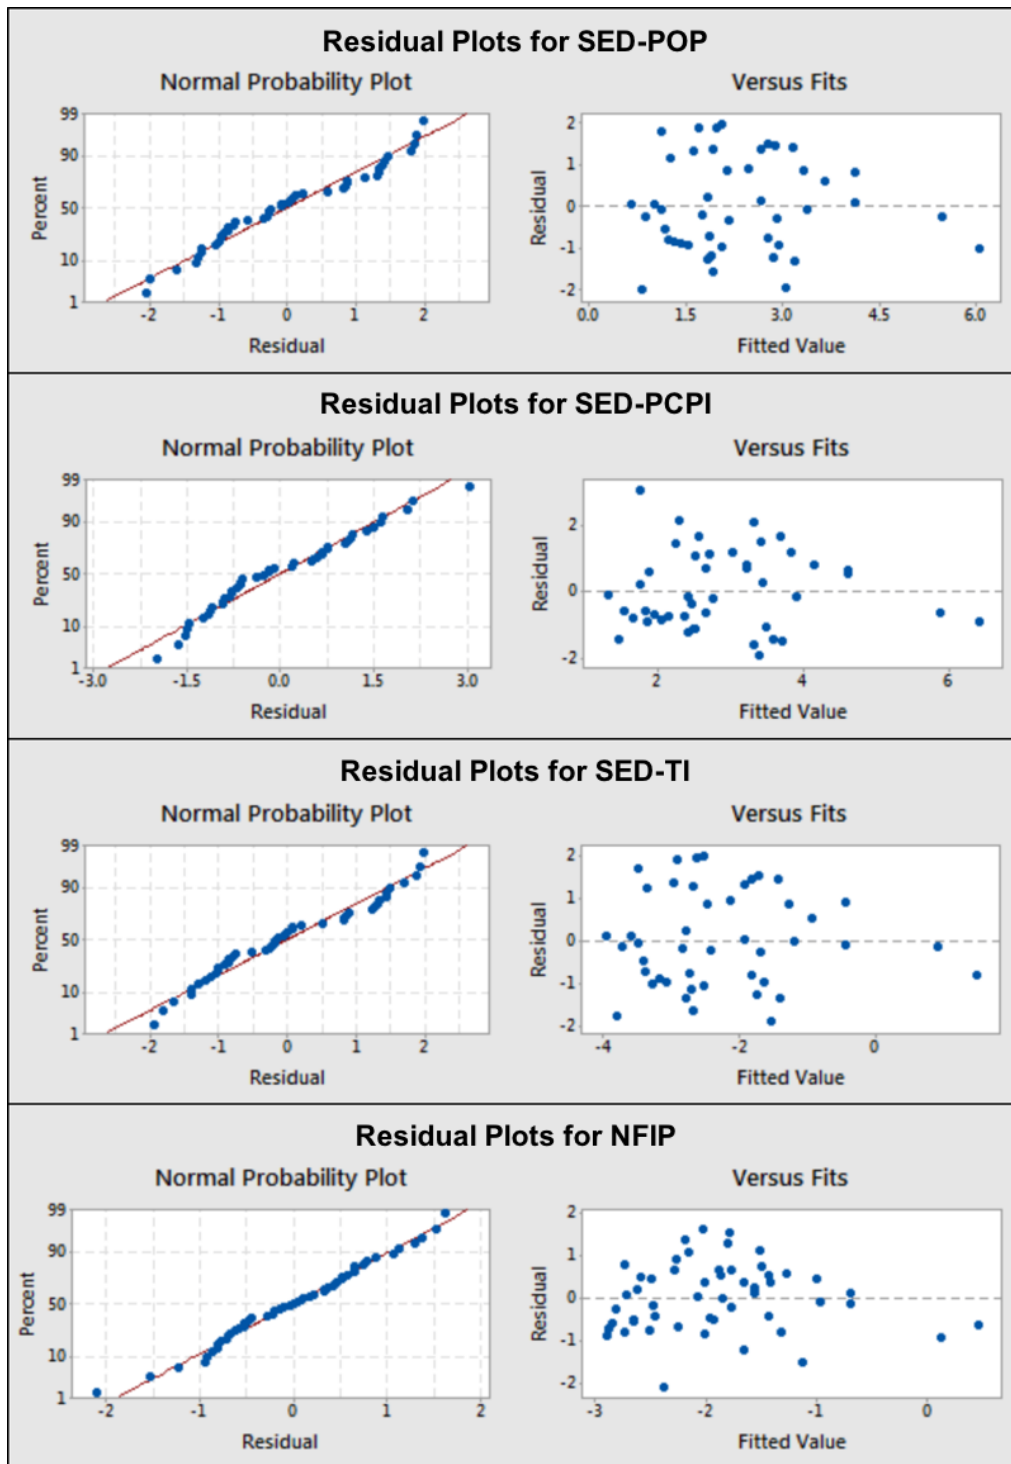 Residual Plots for SED-POP
Normal Probability Plot
Versus Fits
99
90
50
10
1
Percent
-2 -1 0 1 2
Residual
2
1
0
-1
-2
Residual
0.0 1.5 3.0 4.5 6.0
Fitted Value
Residual Plots for SED-PCPI
Normal Probability Plot
Versus Fits
99
90
50
10
1
Percent
-3.0 -1.5 0.0 1.5 3.0
Residual
2
0
-2
Residual
2 4 6
Fitted Value
Residual Plots for SED-TI
Normal Probability Plot
Versus Fits
99
90
50
10
1
Percent
-2 -1 0 1 2
Residual
2
1
0
-1
-2
Residual
-4 -2 0
Fitted Value
Residual Plots for NFIP
Normal Probability Plot
Versus Fits
99
90
50
10
1
Percent
-2 -1 0 1 2
Residual
2
1
0
-1
-2
Residual
-3 -2 -1 0
Fitted Value